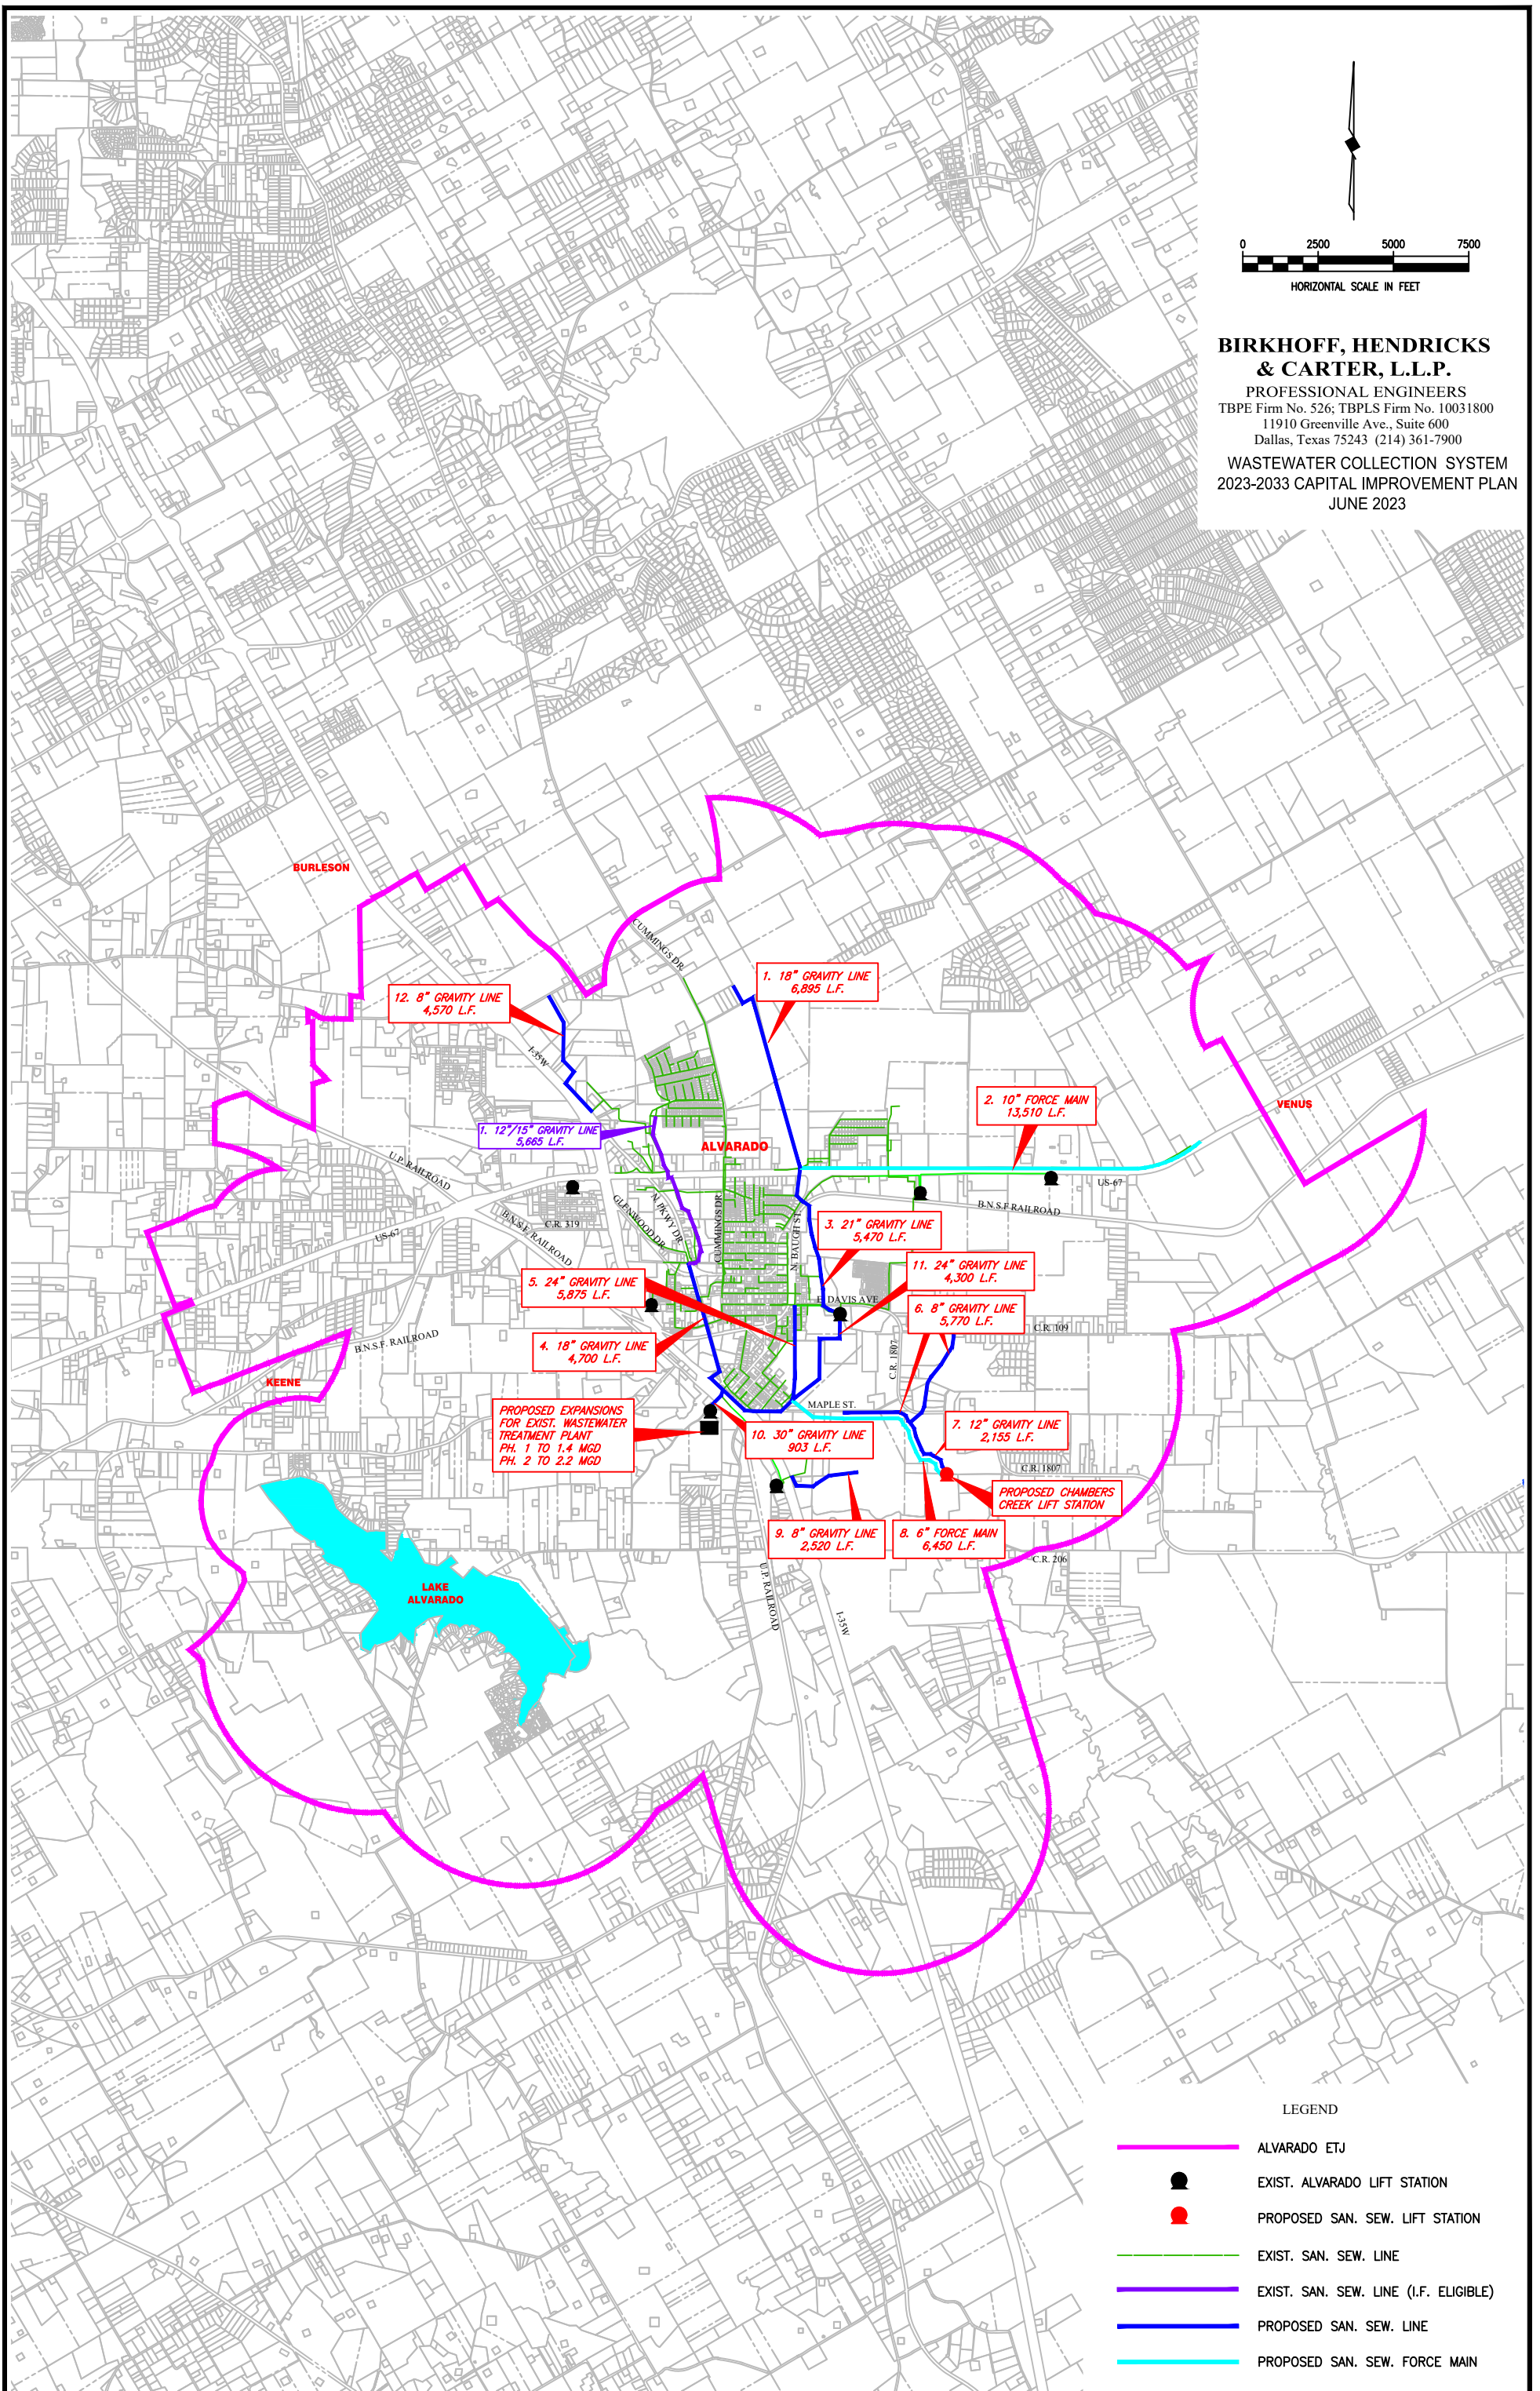 0 2500 5000 7500
HORIZONTAL SCALE IN FEET
BIRKHOFF, HENDRICKS
& CARTER, L.L.P.
PROFESSIONAL ENGINEERS
TBPE Firm No. 526; TBPLS Firm No. 10031800
11910 Greenville Ave., Suite 600
Dallas, Texas 75243 (214) 361-7900
WASTEWATER COLLECTION SYSTEM
2023-2033 CAPITAL IMPROVEMENT PLAN
JUNE 2023
BURLESON
CUMMINGS DR.
1. 18" GRAVITY LINE
6,895 L.F.
12. 8" GRAVITY LINE
4,570 L.F.
I-35W
2. 10" FORCE MAIN
13,510 L.F.
VENUS
1. 12"/15" GRAVITY LINE
5,665 L.F.
ALVARADO
U.P. RAILROAD
US-67
B.N.S.F RAILROAD
GLENWOOD DR.
N. PKWY DR.
CUMMINGS DR.
N. BAUGH ST.
C.R. 319
B.N.S.F. RAILROAD
US-67
3. 21" GRAVITY LINE
5,470 L.F.
11. 24" GRAVITY LINE
4,300 L.F.
5. 24" GRAVITY LINE
5,875 L.F.
E. DAVIS AVE.
6. 8" GRAVITY LINE
5,770 L.F.
C.R. 109
B.N.S.F. RAILROAD
4. 18" GRAVITY LINE
4,700 L.F.
C.R. 1807
KEENE
PROPOSED EXPANSIONS
FOR EXIST. WASTEWATER
TREATMENT PLANT
PH. 1 TO 1.4 MGD
PH. 2 TO 2.2 MGD
MAPLE ST.
10. 30" GRAVITY LINE
903 L.F.
7. 12" GRAVITY LINE
2,155 L.F.
C.R. 1807
PROPOSED CHAMBERS
CREEK LIFT STATION
9. 8" GRAVITY LINE
2,520 L.F.
8. 6" FORCE MAIN
6,450 L.F.
C.R. 206
LAKE
ALVARADO
U.P. RAILROAD
I-35W
LEGEND
ALVARADO ETJ
EXIST. ALVARADO LIFT STATION
PROPOSED SAN. SEW. LIFT STATION
EXIST. SAN. SEW. LINE
EXIST. SAN. SEW. LINE (I.F. ELIGIBLE)
PROPOSED SAN. SEW. LINE
PROPOSED SAN. SEW. FORCE MAIN